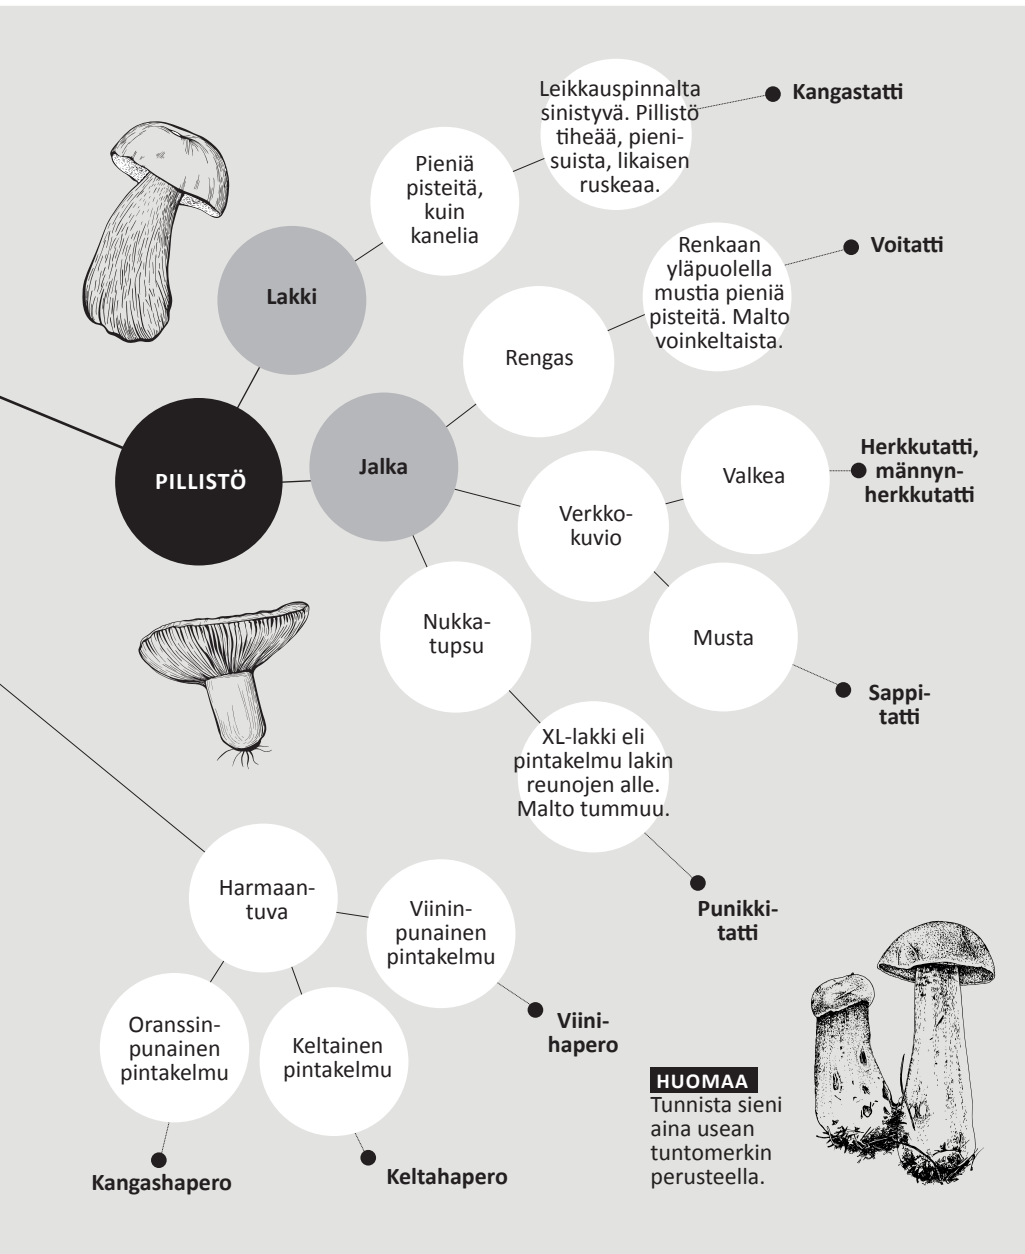 Leikkauspinnalta
sinistyvä. Pillistö
tiheää, pieni-
suista, likaisen
ruskeaa.
Kangastatti
Pieniä
pisteitä,
kuin
kanelia
Lakki
Renkaan
yläpuolella
mustia pieniä
pisteitä. Malto
voinkeltaista.
Voitatti
Rengas
PILLISTÖ
Jalka
Valkea
Herkkutatti,
männyn-
herkkutatti
Verkko-
kuvio
Nukka-
tupsu
Musta
Sappi-
tatti
XL-lakki eli
pintakelmu lakin
reunojen alle.
Malto tummuu.
Punikki-
tatti
Harmaan-
tuva
Viinin-
punainen
pintakelmu
Viini-
hapero
Oranssin-
punainen
pintakelmu
Keltainen
pintakelmu
Kangashapero
Keltahapero
HUOMAA
Tunnista sieni
aina usean
tuntomerkin
perusteella.